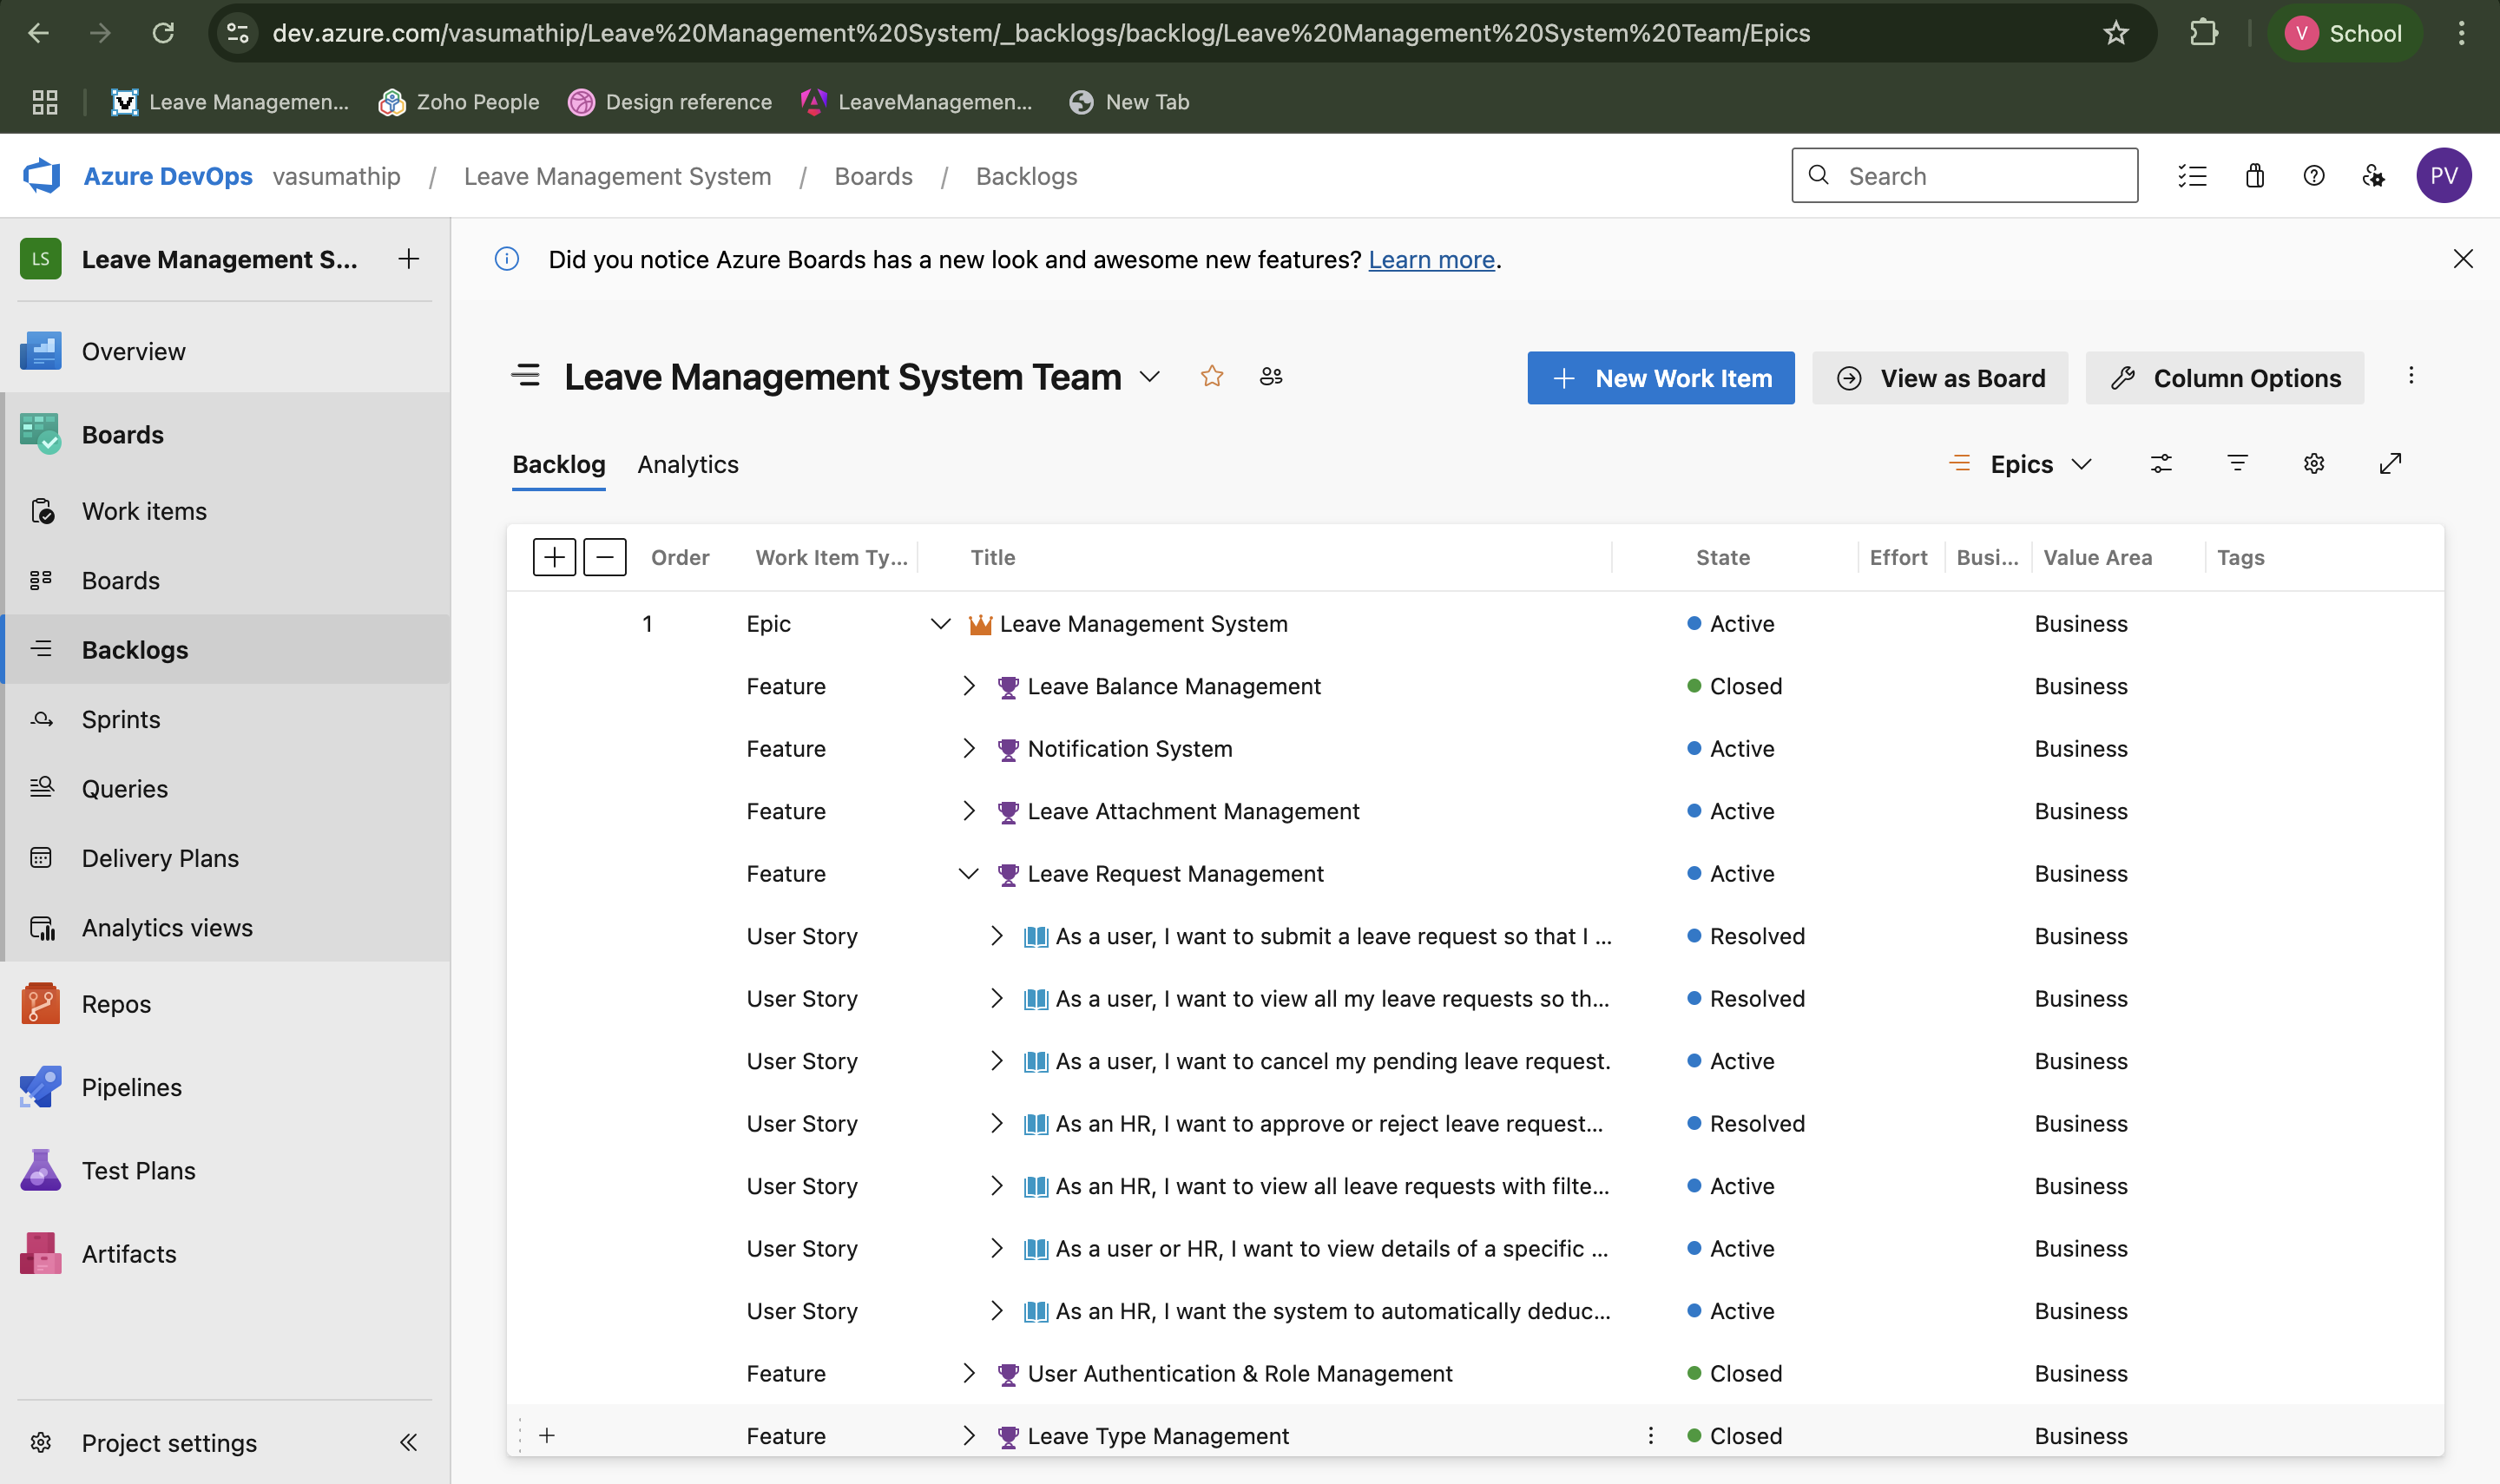 dev.azure.com/vasumathip/Leave%20Management%20System/_backlogs/backlog/Leave%20Management%20System%20Team/Epics
V School
Leave Managemen... Zoho People Design reference LeaveManagemen... New Tab
Azure DevOps vasumathip / Leave Management System / Boards / Backlogs Search PV
LS Leave Management S...
Did you notice Azure Boards has a new look and awesome new features? Learn more.
Overview
Boards
Work items
Boards
Backlogs
Sprints
Queries
Delivery Plans
Analytics views
Repos
Pipelines
Test Plans
Artifacts
Project settings
Leave Management System Team
New Work Item View as Board Column Options
Backlog Analytics Epics
Order Work Item Ty... Title State Effort Busi... Value Area Tags
1 Epic Leave Management System Active Business
Feature Leave Balance Management Closed Business
Feature Notification System Active Business
Feature Leave Attachment Management Active Business
Feature Leave Request Management Active Business
User Story As a user, I want to submit a leave request so that I ... Resolved Business
User Story As a user, I want to view all my leave requests so th... Resolved Business
User Story As a user, I want to cancel my pending leave request. Active Business
User Story As an HR, I want to approve or reject leave request... Resolved Business
User Story As an HR, I want to view all leave requests with filte... Active Business
User Story As a user or HR, I want to view details of a specific ... Active Business
User Story As an HR, I want the system to automatically deduc... Active Business
Feature User Authentication & Role Management Closed Business
Feature Leave Type Management Closed Business